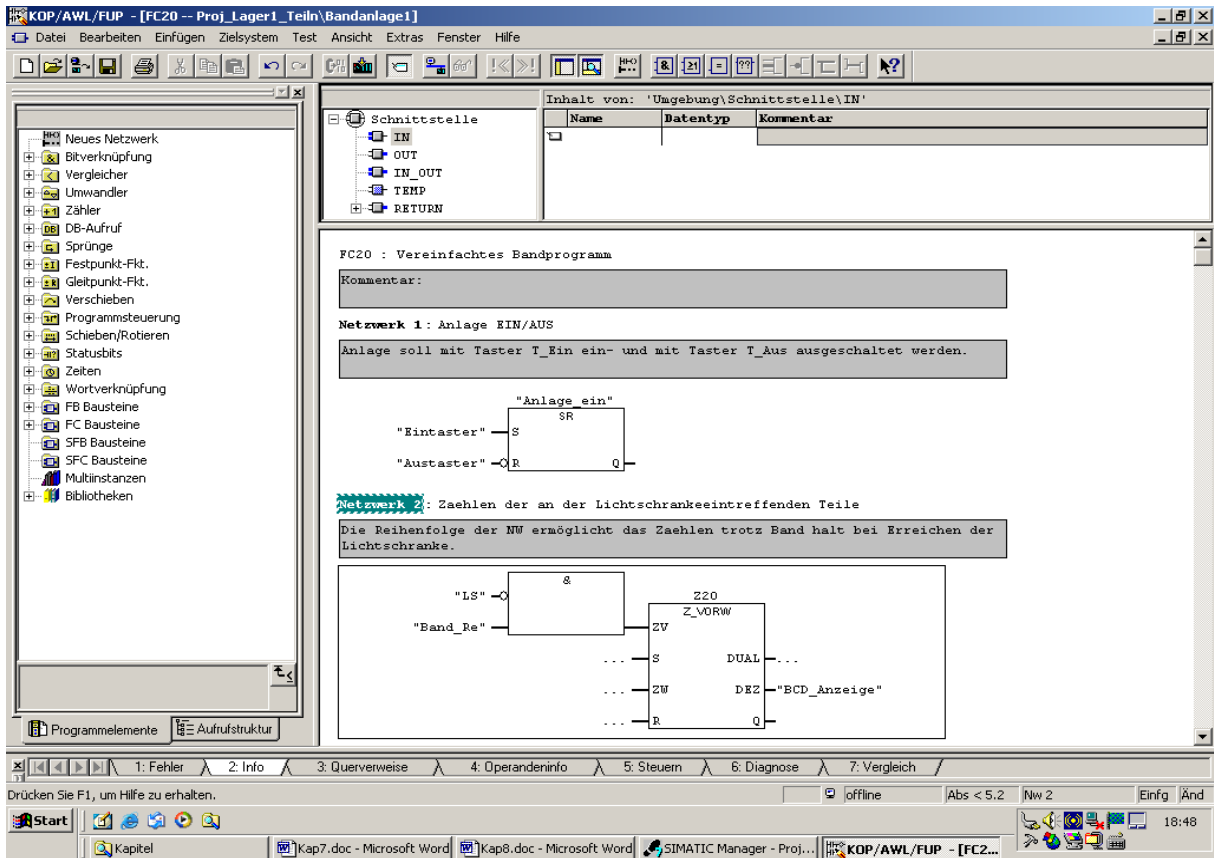 KOP/AWL/FUP - [FC20 -- Proj_Lager1_Teiln\Bandanlage1]
Datei Bearbeiten Einfügen Zielsystem Test Ansicht Extras Fenster Hilfe
Neues Netzwerk
Bitverknüpfung
Vergleicher
Umwandler
Zähler
DB-Aufruf
Sprünge
Festpunkt-Fkt.
Gleitpunkt-Fkt.
Verschieben
Programmsteuerung
Schieben/Rotieren
Statusbits
Zeiten
Wortverknüpfung
FB Bausteine
FC Bausteine
SFB Bausteine
SFC Bausteine
Multiinstanzen
Bibliotheken
Programmelemente Aufrufstruktur
Inhalt von: 'Umgebung\Schnittstelle\IN'
Name Datentyp Kommentar
Schnittstelle
IN
OUT
IN_OUT
TEMP
RETURN
FC20 : Vereinfachtes Bandprogramm
Kommentar:
Netzwerk 1: Anlage EIN/AUS
Anlage soll mit Taster T_Ein ein- und mit Taster T_Aus ausgeschaltet werden.
"Anlage_ein"
SR
"Eintaster" S
"Austaster" R Q
Netzwerk 2: Zaehlen der an der Lichtschrankeeintreffenden Teile
Die Reihenfolge der NW ermöglicht das Zaehlen trotz Band halt bei Erreichen der
Lichtschranke.
&
"LS" Z20
Z_VORW
"Band_Re" ZV
... S DUAL ...
... ZW DEZ "BCD_Anzeige"
... R Q
1: Fehler 2: Info 3: Querverweise 4: Operandeninfo 5: Steuern 6: Diagnose 7: Vergleich
Drücken Sie F1, um Hilfe zu erhalten. offline Abs < 5.2 Nw 2 Einfg Änd
Start 18:48
Kapitel Kap7.doc - Microsoft Word Kap8.doc - Microsoft Word SIMATIC Manager - Proj... KOP/AWL/FUP - [FC2...